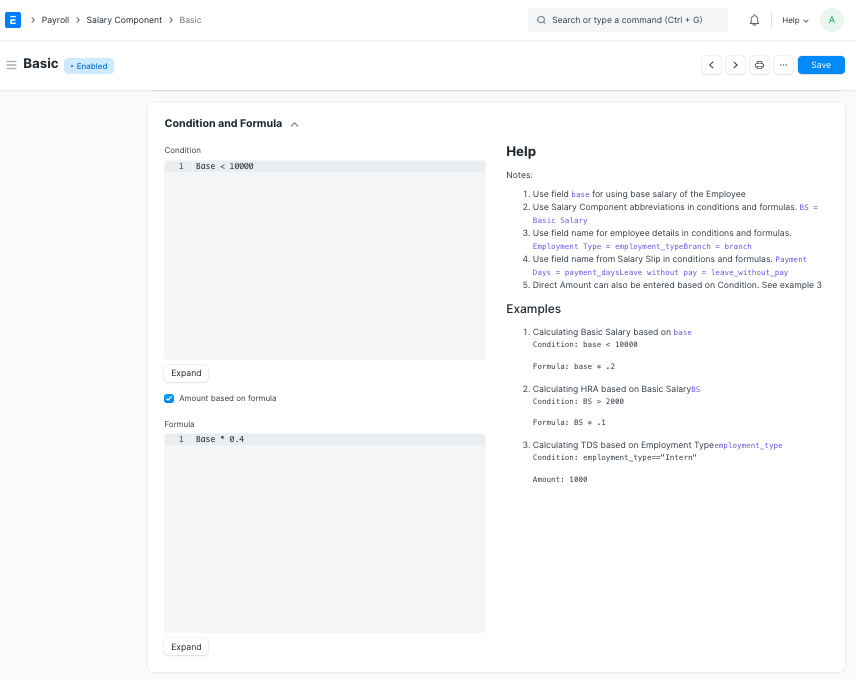 E
Payroll
Salary Component
Basic
Search or type a command (Ctrl + G)
Help
A
Basic
• Enabled
...
Save
Condition and Formula
Condition
1 Base < 10000
Expand
Amount based on formula
Formula
1 Base * 0.4
Expand
Help
Notes:
1. Use field base for using base salary of the Employee
2. Use Salary Component abbreviations in conditions and formulas. BS =
Basic Salary
3. Use field name for employee details in conditions and formulas.
Employment Type = employment_typeBranch = branch
4. Use field name from Salary Slip in conditions and formulas. Payment
Days = payment_daysLeave without pay = leave_without_pay
5. Direct Amount can also be entered based on Condition. See example 3
Examples
1. Calculating Basic Salary based on base
Condition: base < 10000
Formula: base * .2
2. Calculating HRA based on Basic SalaryBS
Condition: BS > 2000
Formula: BS * .1
3. Calculating TDS based on Employment Typeemployment_type
Condition: employment_type=="Intern"
Amount: 1000